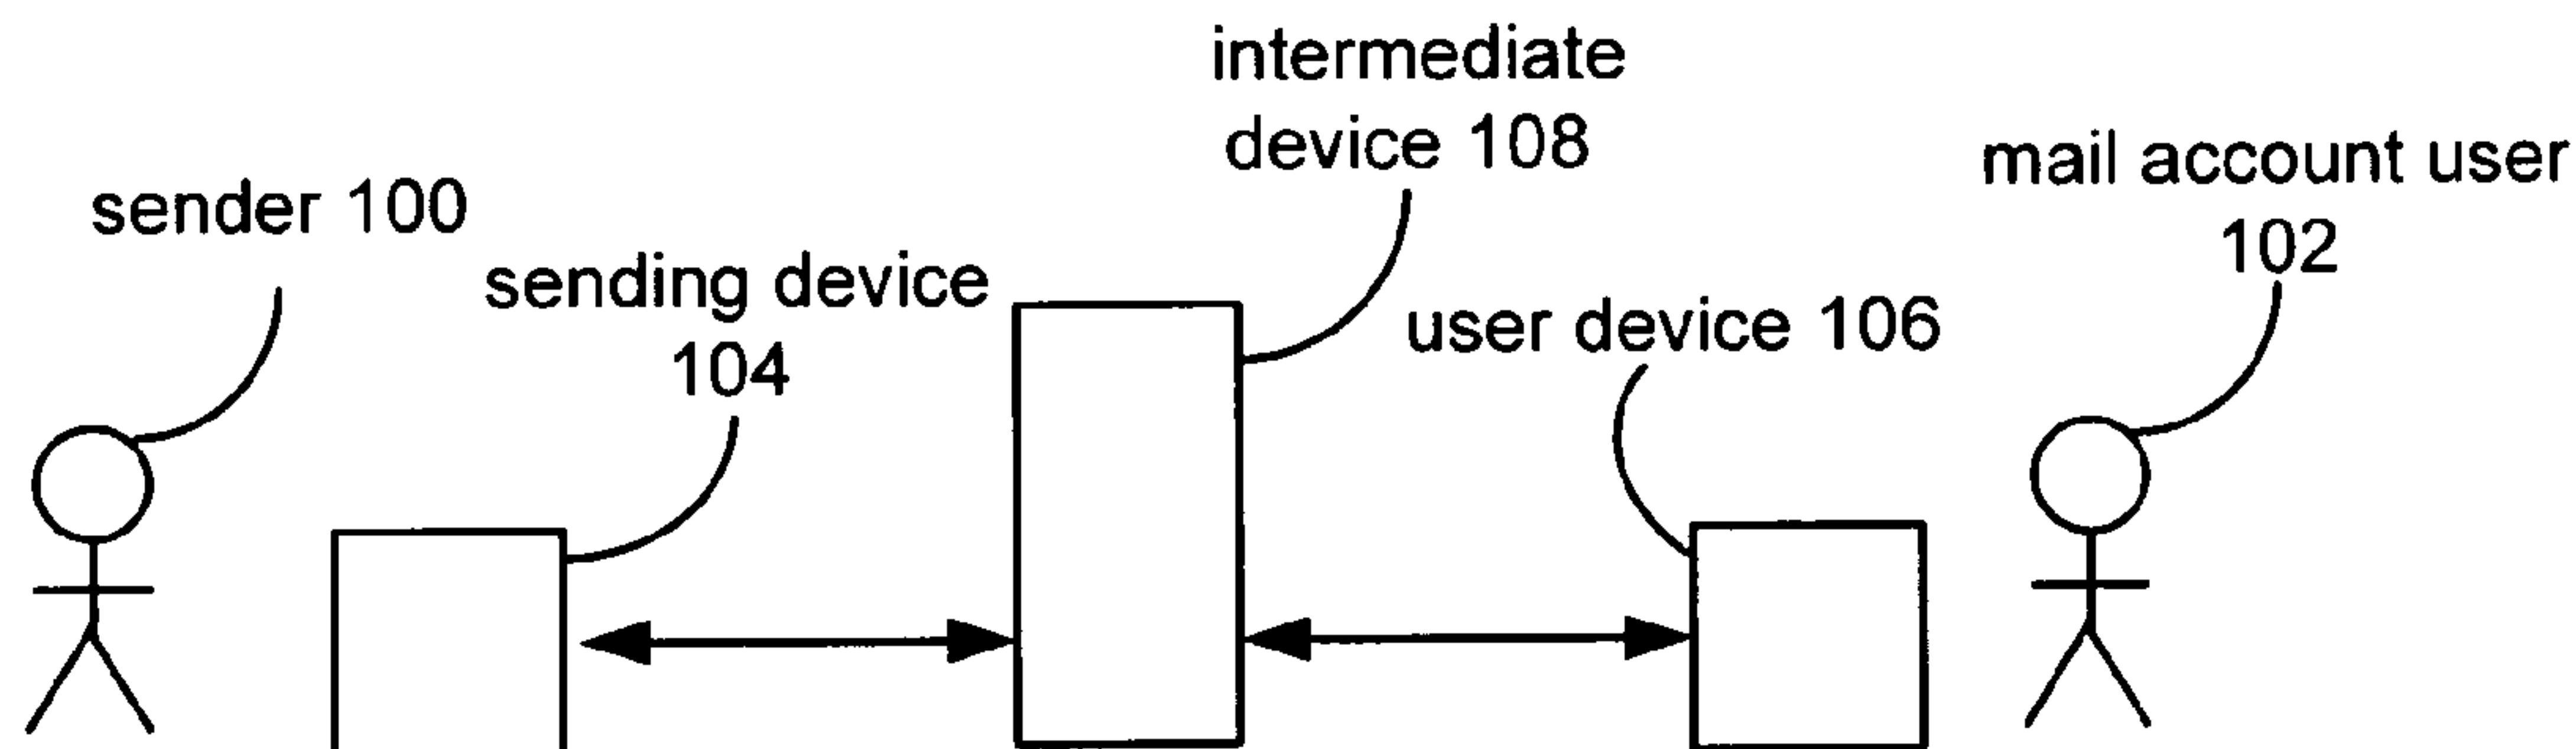 sender 100
sending device
104
intermediate
device 108
user device 106
mail account user
102